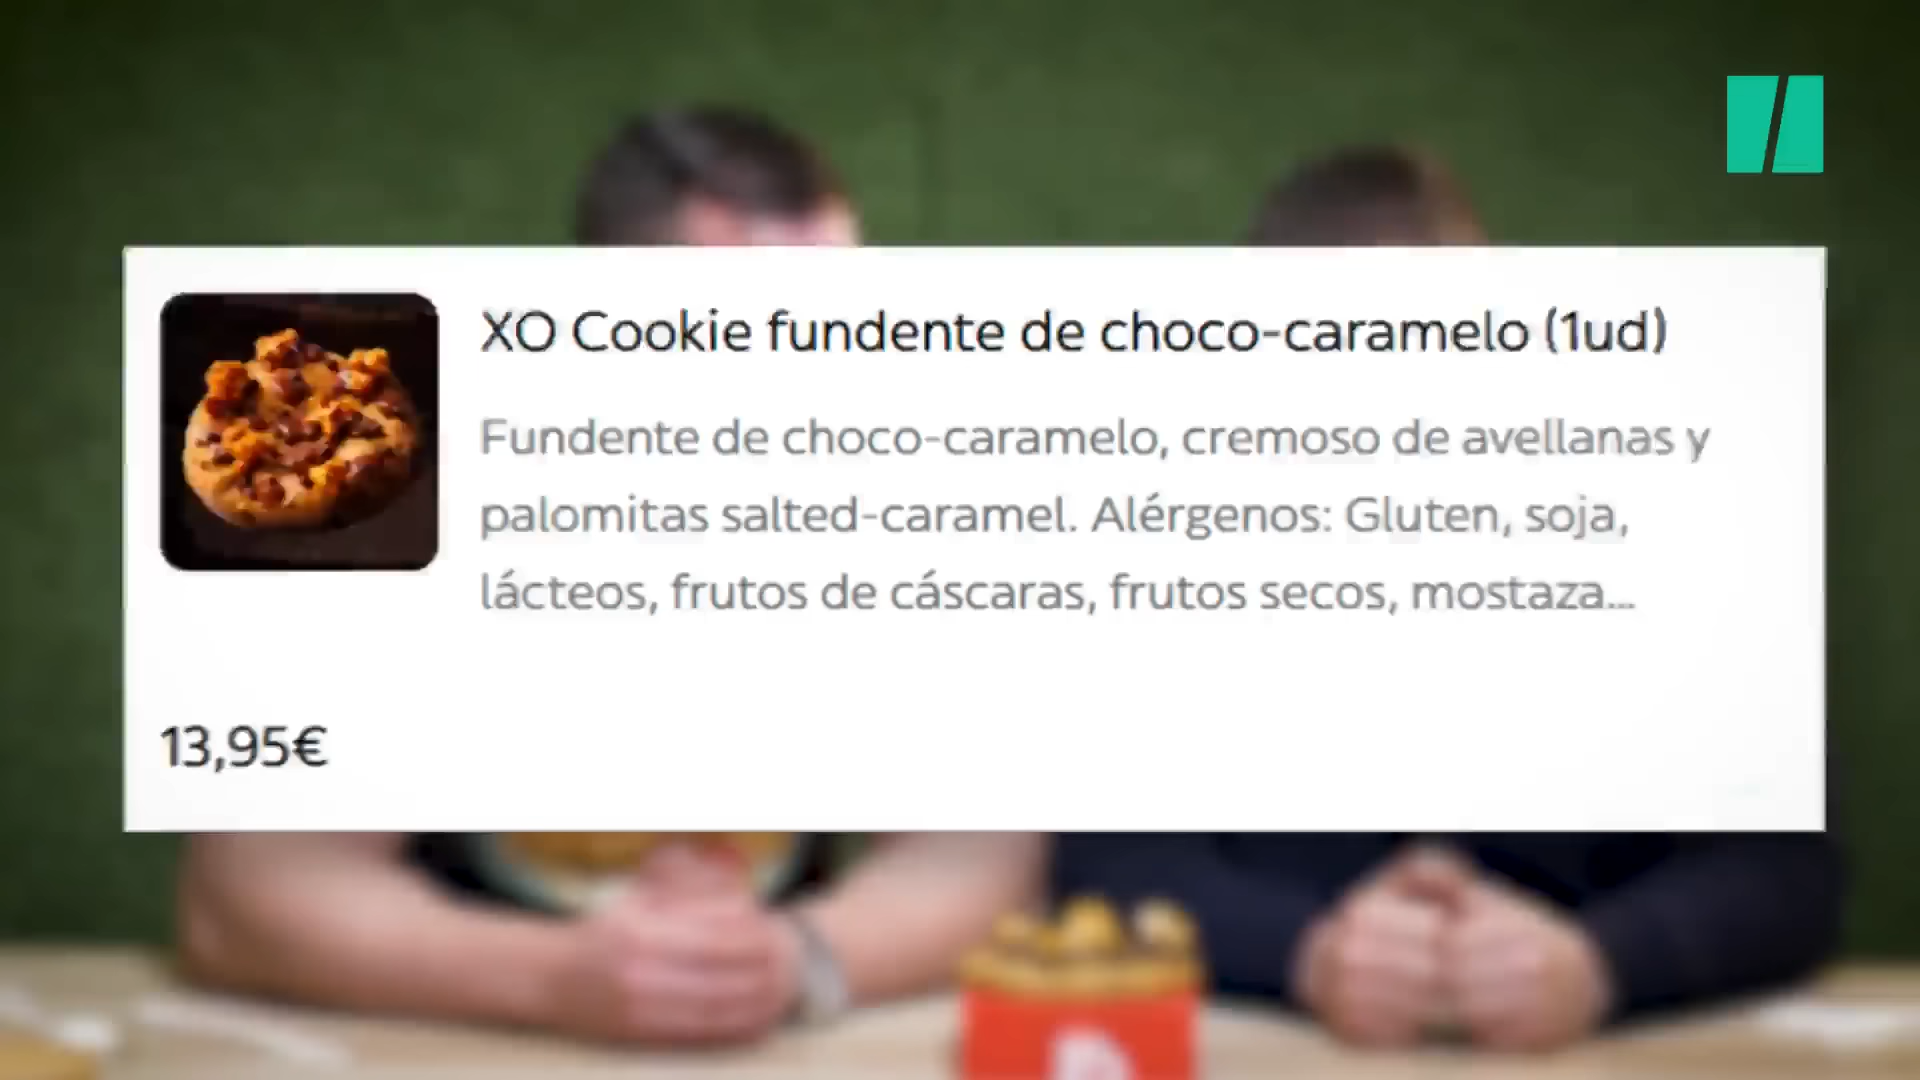 XO Cookie fundente de choco-caramelo (1ud)
Fundente de choco-caramelo, cremoso de avellanas y
palomitas salted-caramel. Alérgenos: Gluten, soja,
lácteos, frutos de cáscaras, frutos secos, mostaza...
13,95€